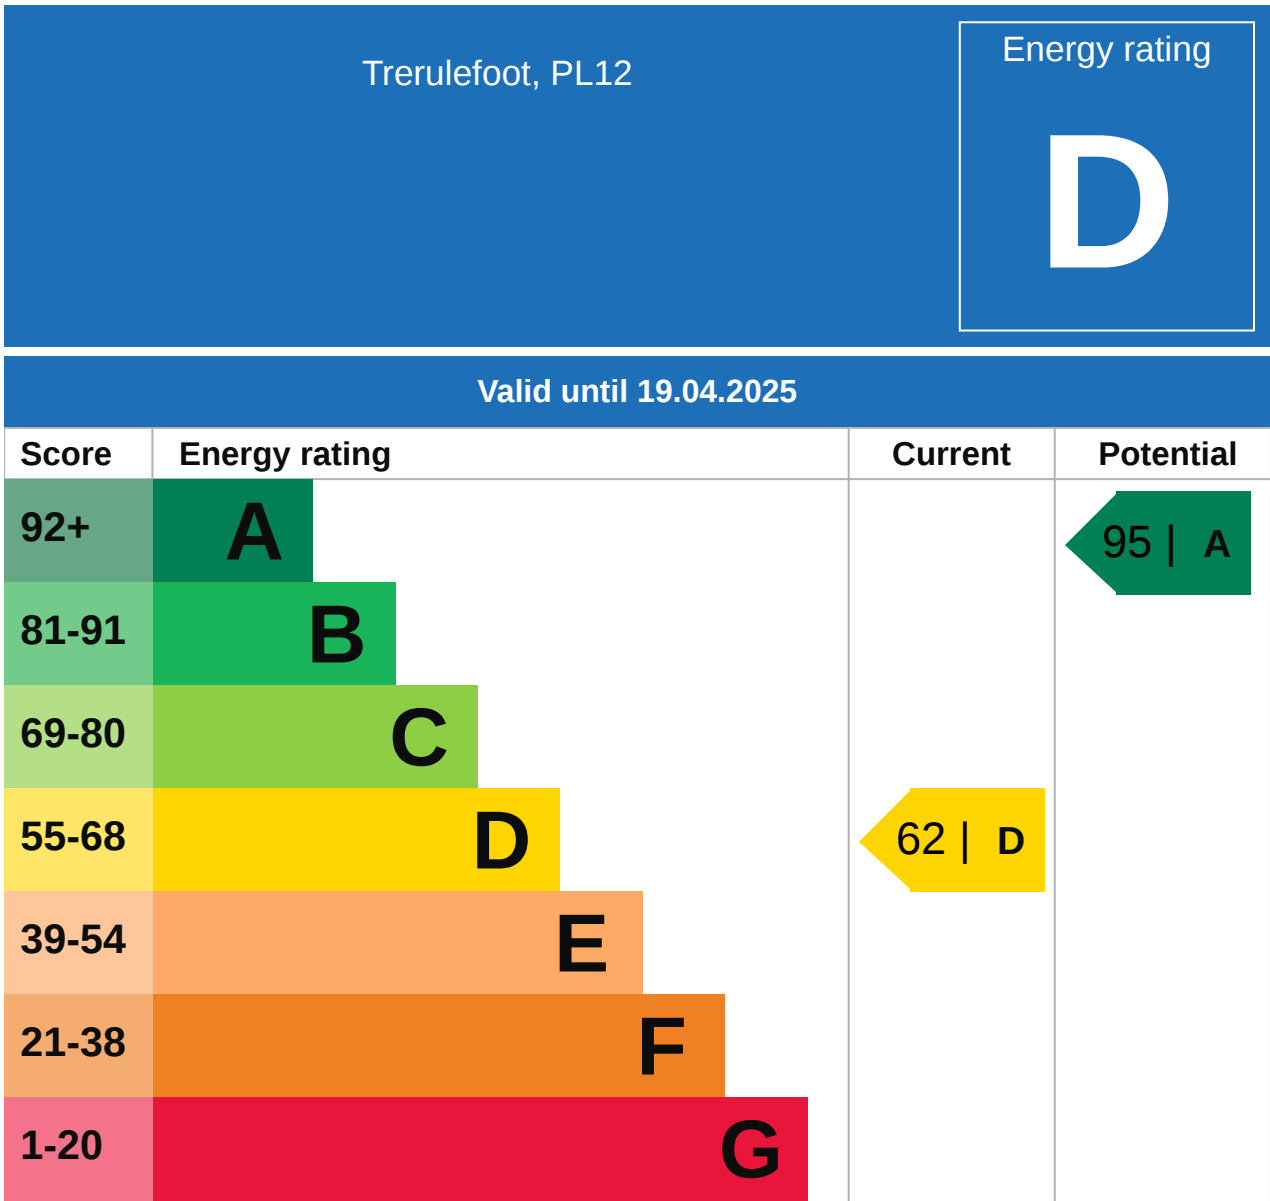 Trerulefoot, PL12
Energy rating
D
Valid until 19.04.2025
Score Energy rating Current Potential
92+ A 95 | A
81-91 B
69-80 C
55-68 D 62 | D
39-54 E
21-38 F
1-20 G